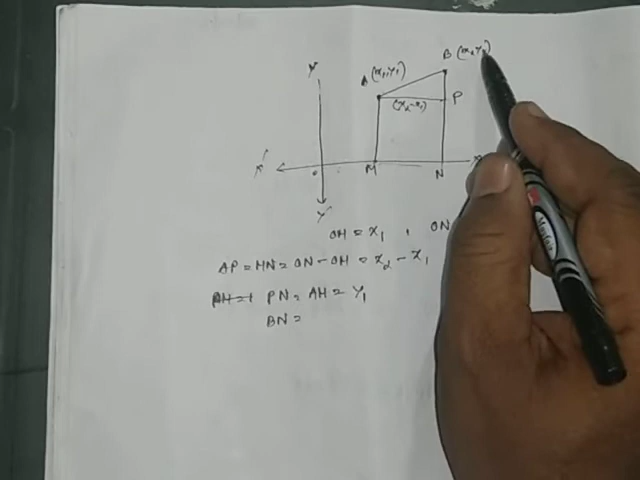 Y
B (x₂,y₂)
A (x₁,y₁)
(x₂-x₁)
P
X'
O
M
N
Y'
OM = x₁ , ON
AP = MN = ON - OM = x₂ - x₁
PN = AM = Y₁
BN =